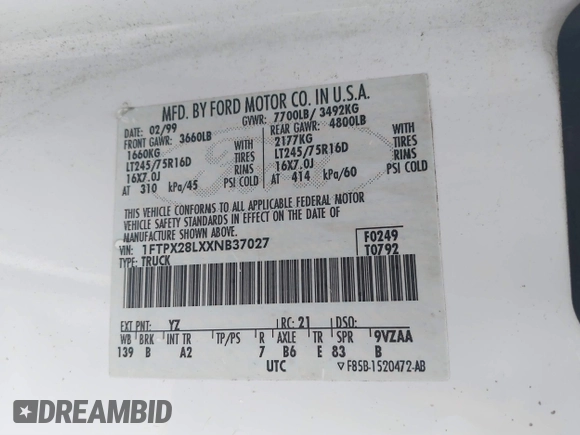 MFD. BY FORD MOTOR CO. IN U.S.A.
DATE: 02/99 GVWR: 7700LB/ 3492KG
FRONT GAWR: 3660LB REAR GAWR: 4800LB
1660KG WITH 2177KG WITH
LT245/75R16D TIRES LT245/75R16D TIRES
16X7.0J RIMS 16X7.0J RIMS
AT 310 kPa/45 PSI COLD AT 414 kPa/60 PSI COLD
THIS VEHICLE CONFORMS TO ALL APPLICABLE FEDERAL MOTOR
VEHICLE SAFETY STANDARDS IN EFFECT ON THE DATE OF
MANUFACTURE SHOWN ABOVE.
VIN: 1FTPX28LXXNB37027 F0249
TYPE: TRUCK T0792
EXT PNT: YZ RC: 21 DSO:
WB BRK INT TR TP/PS R AXLE TR SPR 9VZAA
139 B A2 7 B6 E 83 B
UTC ▽ F85B-1520472-AB
DREAMBID